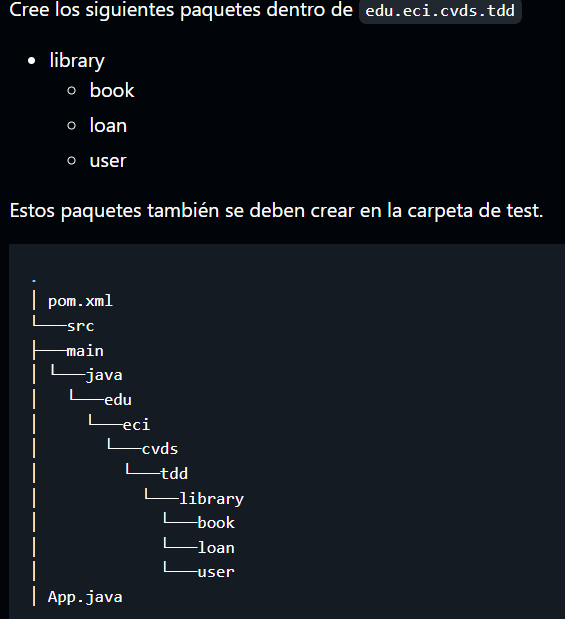 Cree los siguientes paquetes dentro de edu.eci.cvds.tdd
• library
◦ book
◦ loan
◦ user
Estos paquetes también se deben crear en la carpeta de test.
.
│ pom.xml
└───src
├───main
│ └───java
│   └───edu
│     └───eci
│       └───cvds
│         └───tdd
│           └───library
│             └───book
│             └───loan
│             └───user
│ App.java